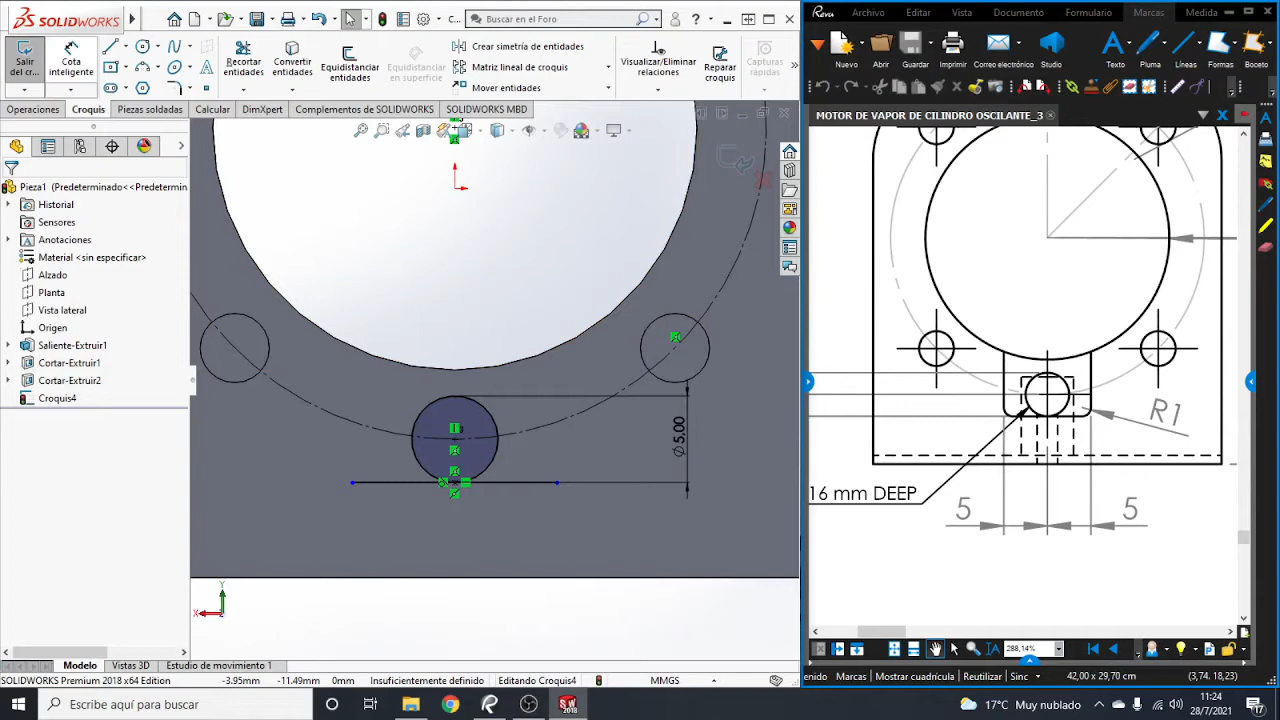 SOLIDWORKS
C...
Buscar en el Foro
Salir del cr...
Cota inteligente
Recortar entidades
Convertir entidades
Equidistanciar entidades
Equidistanciar en superficie
Crear simetría de entidades
Matriz lineal de croquis
Mover entidades
Visualizar/Eliminar relaciones
Reparar croquis
Capturas rápidas
Operaciones
Croquis
Piezas soldadas
Calcular
DimXpert
Complementos de SOLIDWORKS
SOLIDWORKS MBD
Pieza1 (Predeterminado<<Predetermin
Historial
Sensores
Anotaciones
Material <sin especificar>
Alzado
Planta
Vista lateral
Origen
Saliente-Extruir1
Cortar-Extruir1
Cortar-Extruir2
Croquis4
Ø5,00
Y
X
Modelo
Vistas 3D
Estudio de movimiento 1
SOLIDWORKS Premium 2018 x64 Edition
-3.95mm
-11.49mm
0mm
Insuficientemente definido
Editando Croquis4
MMGS
Revu
Archivo
Editar
Vista
Documento
Formulario
Marcas
Medida
Nuevo
Abrir
Guardar
Imprimir
Correo electrónico
Studio
Texto
Pluma
Líneas
Formas
Boceto
MOTOR DE VAPOR DE CILINDRO OSCILANTE_3
R1
16 mm DEEP
5
5
288,14%
enido
Marcas
Mostrar cuadrícula
Reutilizar
Sinc
42,00 x 29,70 cm
(3,74. 18,23)
Escribe aquí para buscar
SW 2018
17°C Muy nublado
11:24
28/7/2021
17